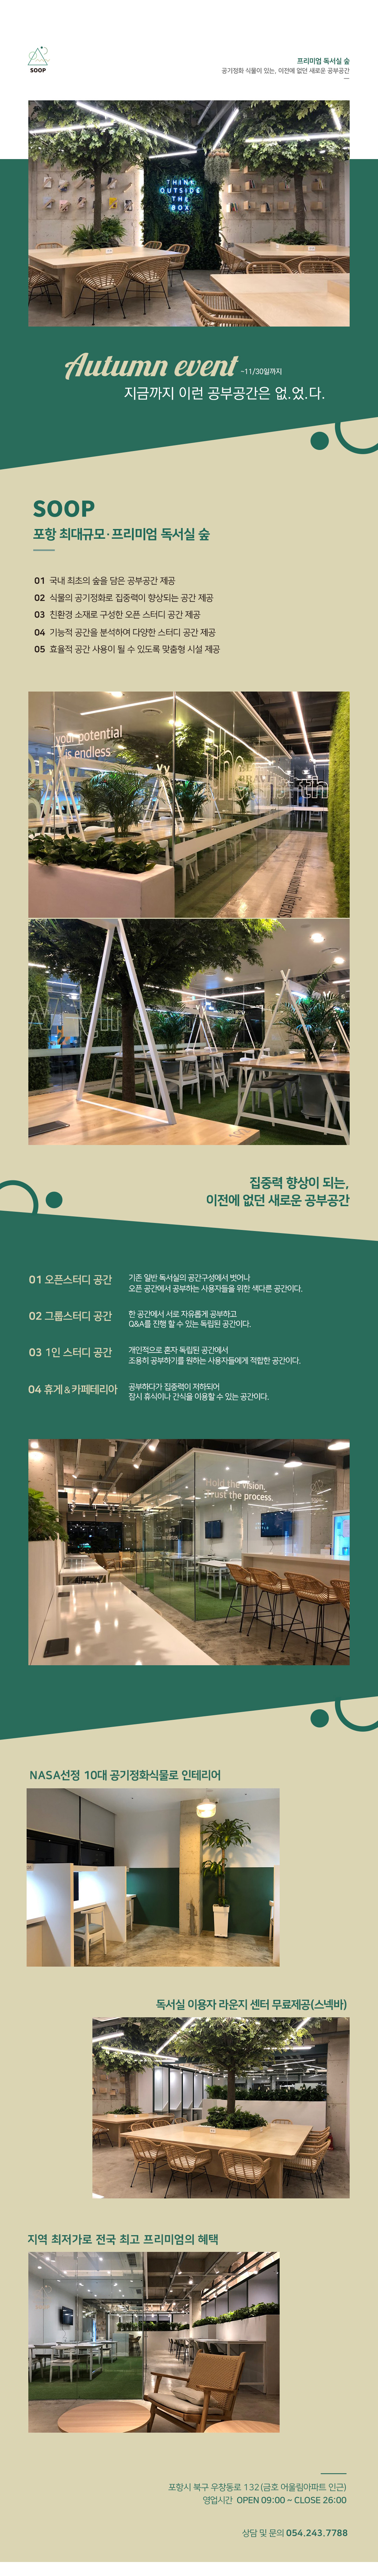 SOOP
프리미엄 독서실 숲
공기정화 식물이 있는, 이전에 없던 새로운 공부공간
THINK
OUTSIDE
THE
BOX
Autumn event ~11/30일까지
지금까지 이런 공부공간은 없.었.다.
SOOP
포항 최대규모·프리미엄 독서실 숲
01 국내 최초의 숲을 담은 공부공간 제공
02 식물의 공기정화로 집중력이 향상되는 공간 제공
03 친환경 소재로 구성한 오픈 스터디 공간 제공
04 기능적 공간을 분석하여 다양한 스터디 공간 제공
05 효율적 공간 사용이 될 수 있도록 맞춤형 시설 제공
your potential
is endless
집중력 향상이 되는,
이전에 없던 새로운 공부공간
01 오픈스터디 공간
기존 일반 독서실의 공간구성에서 벗어나
오픈 공간에서 공부하는 사용자들을 위한 색다른 공간이다.
02 그룹스터디 공간
한 공간에서 서로 자유롭게 공부하고
Q&A를 진행 할 수 있는 독립된 공간이다.
03 1인 스터디 공간
개인적으로 혼자 독립된 공간에서
조용히 공부하기를 원하는 사용자들에게 적합한 공간이다.
04 휴게&카페테리아
공부하다가 집중력이 저하되어
잠시 휴식이나 간식을 이용할 수 있는 공간이다.
Hold the vision,
Trust the process.
NASA선정 10대 공기정화식물로 인테리어
독서실 이용자 라운지 센터 무료제공(스넥바)
지역 최저가로 전국 최고 프리미엄의 혜택
포항시 북구 우창동로 132(금호 어울림아파트 인근)
영업시간 OPEN 09:00 ~ CLOSE 26:00
상담 및 문의 054.243.7788